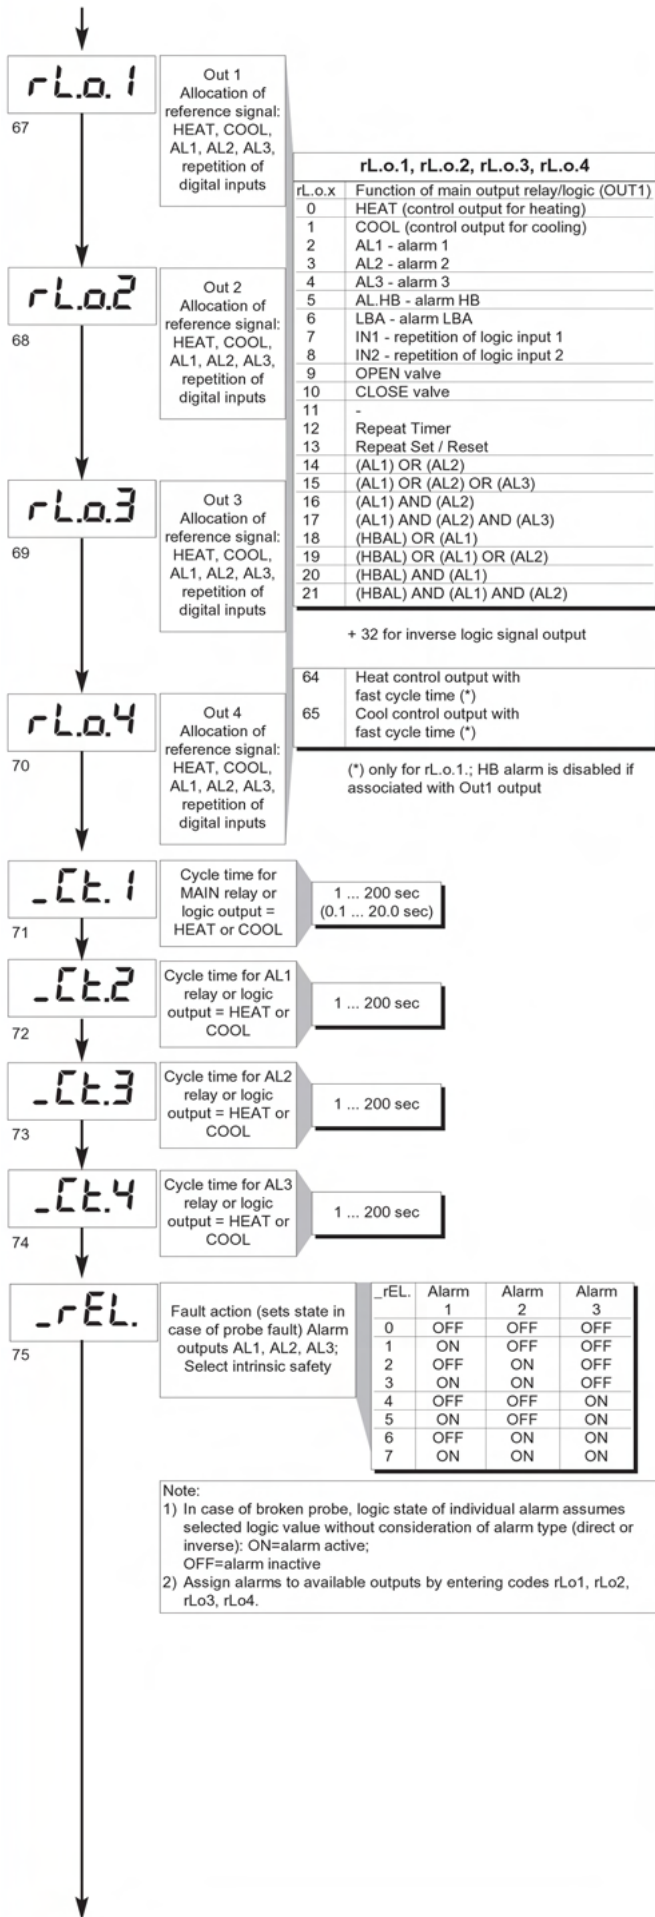 rL.o.1
67
Out 1
Allocation of
reference signal:
HEAT, COOL,
AL1, AL2, AL3,
repetition of
digital inputs
rL.o.2
68
Out 2
Allocation of
reference signal:
HEAT, COOL,
AL1, AL2, AL3,
repetition of
digital inputs
rL.o.3
69
Out 3
Allocation of
reference signal:
HEAT, COOL,
AL1, AL2, AL3,
repetition of
digital inputs
rL.o.4
70
Out 4
Allocation of
reference signal:
HEAT, COOL,
AL1, AL2, AL3,
repetition of
digital inputs
rL.o.1, rL.o.2, rL.o.3, rL.o.4
rL.o.x Function of main output relay/logic (OUT1)
0 HEAT (control output for heating)
1 COOL (control output for cooling)
2 AL1 - alarm 1
3 AL2 - alarm 2
4 AL3 - alarm 3
5 AL.HB - alarm HB
6 LBA - alarm LBA
7 IN1 - repetition of logic input 1
8 IN2 - repetition of logic input 2
9 OPEN valve
10 CLOSE valve
11 -
12 Repeat Timer
13 Repeat Set / Reset
14 (AL1) OR (AL2)
15 (AL1) OR (AL2) OR (AL3)
16 (AL1) AND (AL2)
17 (AL1) AND (AL2) AND (AL3)
18 (HBAL) OR (AL1)
19 (HBAL) OR (AL1) OR (AL2)
20 (HBAL) AND (AL1)
21 (HBAL) AND (AL1) AND (AL2)
+ 32 for inverse logic signal output
64 Heat control output with
fast cycle time (*)
65 Cool control output with
fast cycle time (*)
(*) only for rL.o.1.; HB alarm is disabled if
associated with Out1 output
_Ct.1
71
Cycle time for
MAIN relay or
logic output =
HEAT or COOL
1 ... 200 sec
(0.1 ... 20.0 sec)
_Ct.2
72
Cycle time for AL1
relay or logic
output = HEAT or
COOL
1 ... 200 sec
_Ct.3
73
Cycle time for AL2
relay or logic
output = HEAT or
COOL
1 ... 200 sec
_Ct.4
74
Cycle time for AL3
relay or logic
output = HEAT or
COOL
1 ... 200 sec
_rEL.
75
Fault action (sets state in
case of probe fault) Alarm
outputs AL1, AL2, AL3;
Select intrinsic safety
_rEL. Alarm Alarm Alarm
1 2 3
0 OFF OFF OFF
1 ON OFF OFF
2 OFF ON OFF
3 ON ON OFF
4 OFF OFF ON
5 ON OFF ON
6 OFF ON ON
7 ON ON ON
Note:
1) In case of broken probe, logic state of individual alarm assumes
selected logic value without consideration of alarm type (direct or
inverse): ON=alarm active;
OFF=alarm inactive
2) Assign alarms to available outputs by entering codes rLo1, rLo2,
rLo3, rLo4.